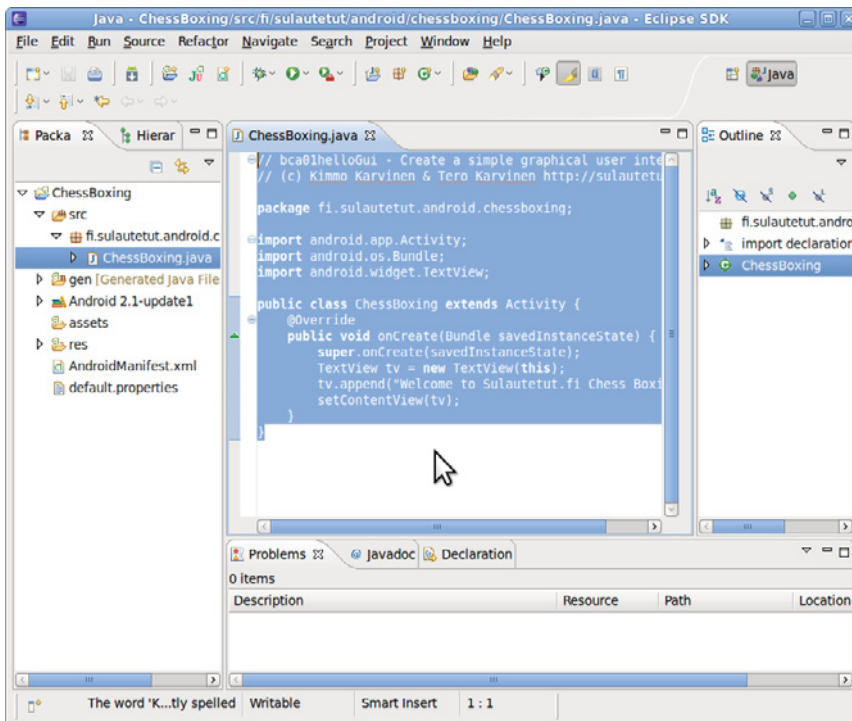 Java - ChessBoxing/src/fi/sulautetut/android/chessboxing/ChessBoxing.java - Eclipse SDK
File Edit Run Source Refactor Navigate Search Project Window Help
Java
Packa Hierar
ChessBoxing
src
fi.sulautetut.android.c
ChessBoxing.java
gen [Generated Java File
Android 2.1-update1
assets
res
AndroidManifest.xml
default.properties
ChessBoxing.java
// bca01helloGui - Create a simple graphical user inte
// (c) Kimmo Karvinen & Tero Karvinen http://sulautetu
package fi.sulautetut.android.chessboxing;
import android.app.Activity;
import android.os.Bundle;
import android.widget.TextView;
public class ChessBoxing extends Activity {
@Override
public void onCreate(Bundle savedInstanceState) {
super.onCreate(savedInstanceState);
TextView tv = new TextView(this);
tv.append("Welcome to Sulautetut.fi Chess Boxi
setContentView(tv);
}
}
Outline
fi.sulautetut.andro
import declaration
ChessBoxing
Problems Javadoc Declaration
0 items
Description Resource Path Location
The word 'K...tly spelled Writable Smart Insert 1 : 1